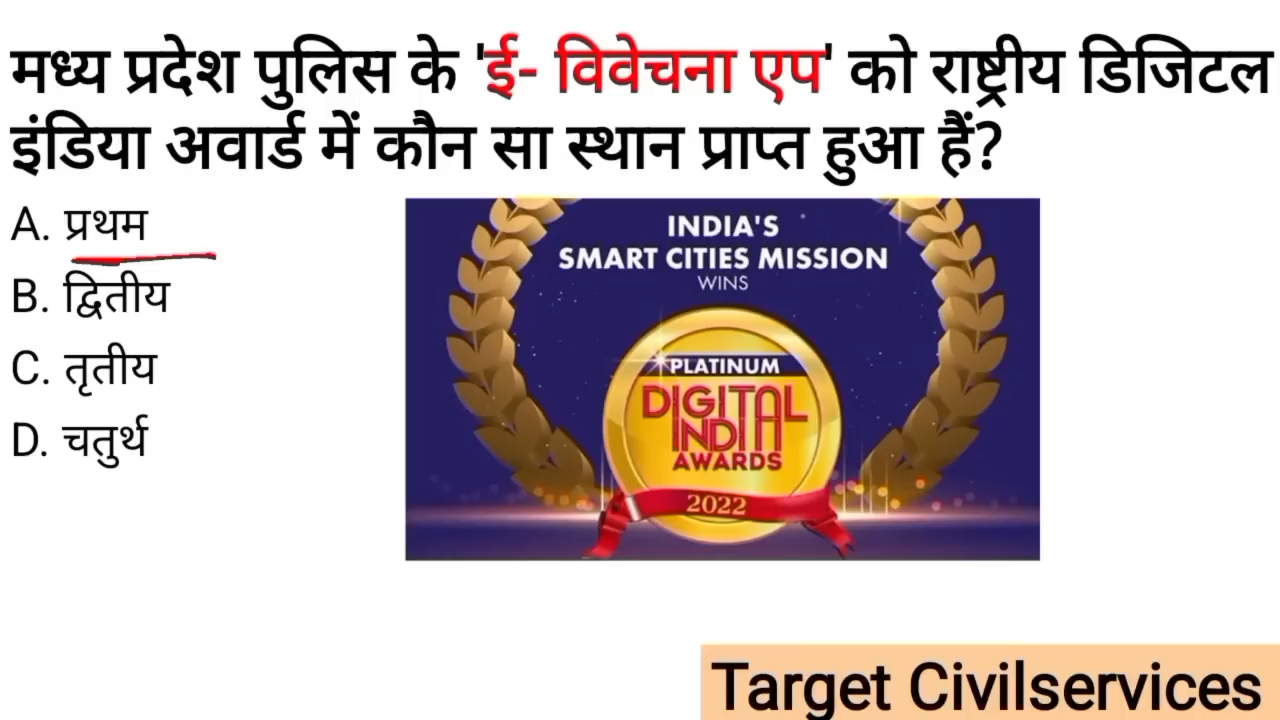 मध्य प्रदेश पुलिस के 'ई- विवेचना एप' को राष्ट्रीय डिजिटल
इंडिया अवार्ड में कौन सा स्थान प्राप्त हुआ हैं?
A. प्रथम
B. द्वितीय
C. तृतीय
D. चतुर्थ
INDIA'S
SMART CITIES MISSION
WINS
PLATINUM
DIGITAL
INDIA
AWARDS
2022
Target Civilservices